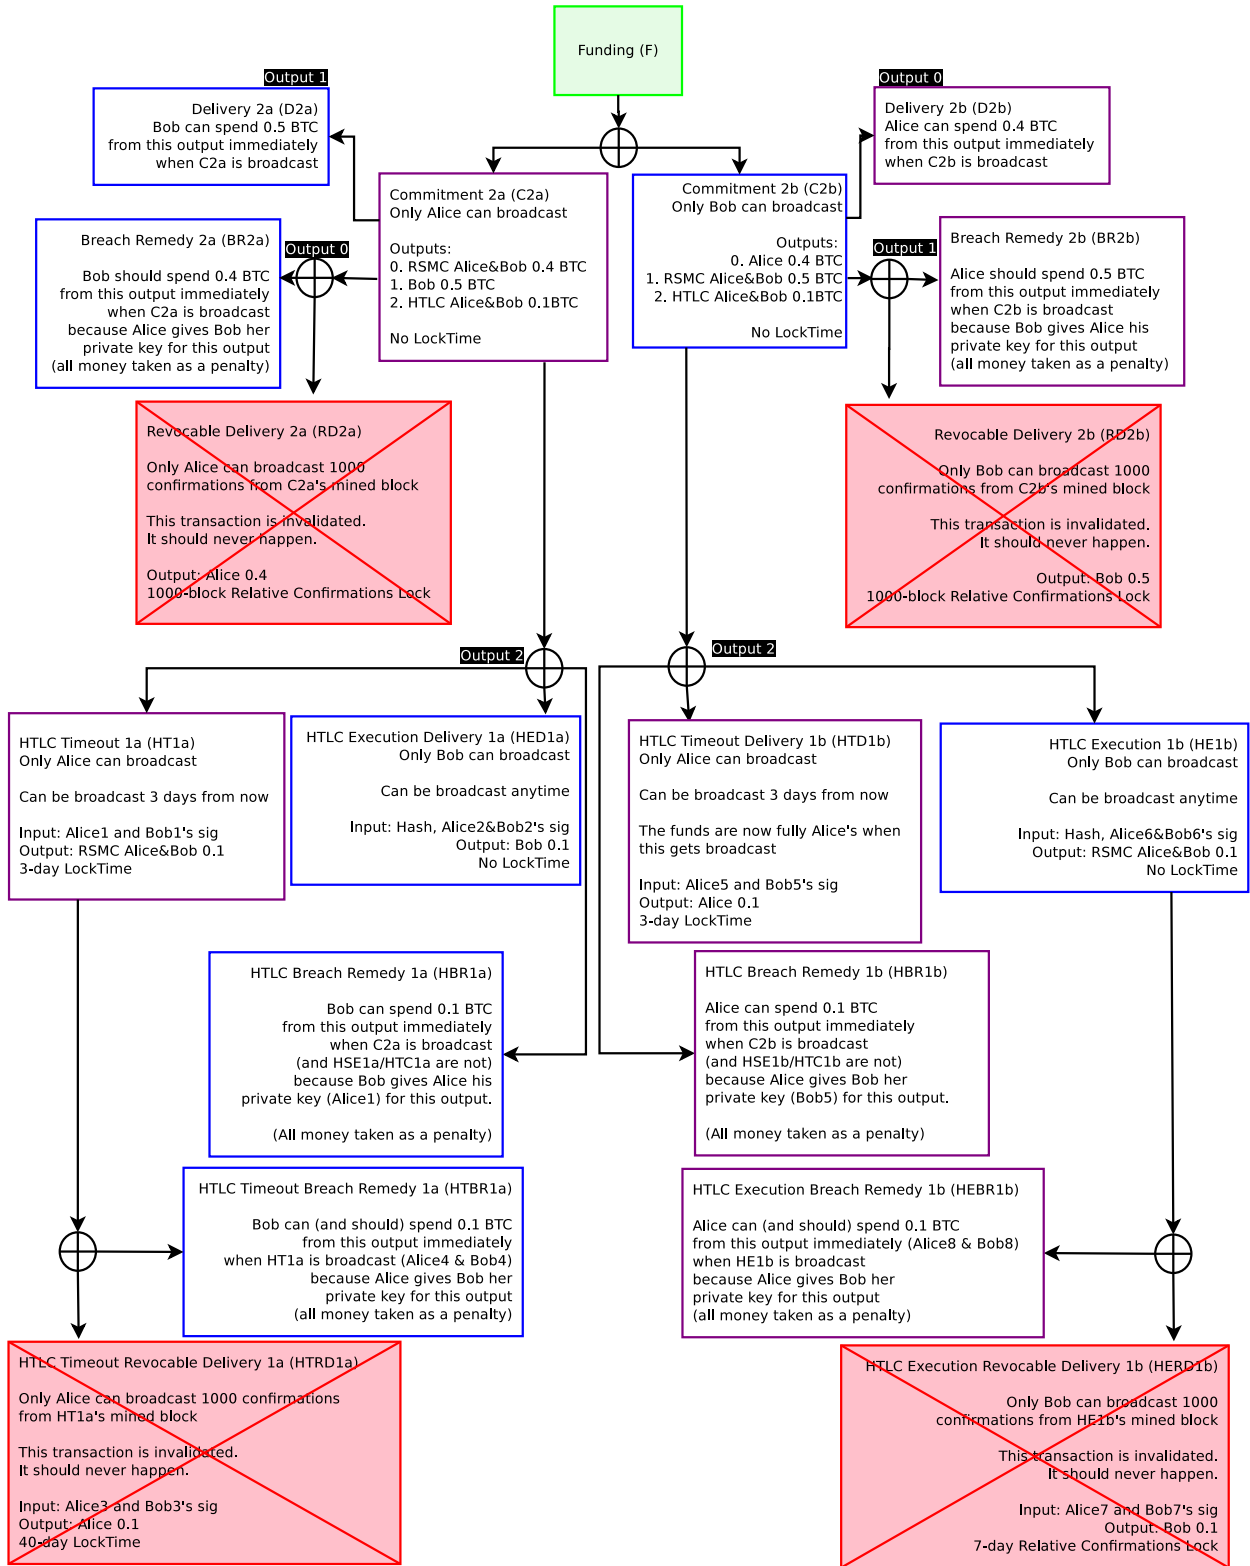 Funding (F)
Output 1
Delivery 2a (D2a)
Bob can spend 0.5 BTC
from this output immediately
when C2a is broadcast
Output 0
Delivery 2b (D2b)
Alice can spend 0.4 BTC
from this output immediately
when C2b is broadcast
Commitment 2a (C2a)
Only Alice can broadcast
Outputs:
0. RSMC Alice&Bob 0.4 BTC
1. Bob 0.5 BTC
2. HTLC Alice&Bob 0.1BTC
No LockTime
Commitment 2b (C2b)
Only Bob can broadcast
Outputs:
0. Alice 0.4 BTC
1. RSMC Alice&Bob 0.5 BTC
2. HTLC Alice&Bob 0.1BTC
No LockTime
Output 0
Breach Remedy 2a (BR2a)
Bob should spend 0.4 BTC
from this output immediately
when C2a is broadcast
because Alice gives Bob her
private key for this output
(all money taken as a penalty)
Output 1
Breach Remedy 2b (BR2b)
Alice should spend 0.5 BTC
from this output immediately
when C2b is broadcast
because Bob gives Alice his
private key for this output
(all money taken as a penalty)
Revocable Delivery 2a (RD2a)
Only Alice can broadcast 1000
confirmations from C2a's mined block
This transaction is invalidated.
It should never happen.
Output: Alice 0.4
1000-block Relative Confirmations Lock
Revocable Delivery 2b (RD2b)
Only Bob can broadcast 1000
confirmations from C2b's mined block
This transaction is invalidated.
It should never happen.
Output: Bob 0.5
1000-block Relative Confirmations Lock
Output 2
Output 2
HTLC Timeout 1a (HT1a)
Only Alice can broadcast
Can be broadcast 3 days from now
Input: Alice1 and Bob1's sig
Output: RSMC Alice&Bob 0.1
3-day LockTime
HTLC Execution Delivery 1a (HED1a)
Only Bob can broadcast
Can be broadcast anytime
Input: Hash, Alice2&Bob2's sig
Output: Bob 0.1
No LockTime
HTLC Timeout Delivery 1b (HTD1b)
Only Alice can broadcast
Can be broadcast 3 days from now
The funds are now fully Alice's when
this gets broadcast
Input: Alice5 and Bob5's sig
Output: Alice 0.1
3-day LockTime
HTLC Execution 1b (HE1b)
Only Bob can broadcast
Can be broadcast anytime
Input: Hash, Alice6&Bob6's sig
Output: RSMC Alice&Bob 0.1
No LockTime
HTLC Breach Remedy 1a (HBR1a)
Bob can spend 0.1 BTC
from this output immediately
when C2a is broadcast
(and HSE1a/HTC1a are not)
because Bob gives Alice his
private key (Alice1) for this output.
(All money taken as a penalty)
HTLC Breach Remedy 1b (HBR1b)
Alice can spend 0.1 BTC
from this output immediately
when C2b is broadcast
(and HSE1b/HTC1b are not)
because Alice gives Bob her
private key (Bob5) for this output.
(All money taken as a penalty)
HTLC Timeout Breach Remedy 1a (HTBR1a)
Bob can (and should) spend 0.1 BTC
from this output immediately
when HT1a is broadcast (Alice4 & Bob4)
because Alice gives Bob her
private key for this output
(all money taken as a penalty)
HTLC Execution Breach Remedy 1b (HEBR1b)
Alice can (and should) spend 0.1 BTC
from this output immediately (Alice8 & Bob8)
when HE1b is broadcast
because Alice gives Bob her
private key for this output
(all money taken as a penalty)
HTLC Timeout Revocable Delivery 1a (HTRD1a)
Only Alice can broadcast 1000 confirmations
from HT1a's mined block
This transaction is invalidated.
It should never happen.
Input: Alice3 and Bob3's sig
Output: Alice 0.1
40-day LockTime
HTLC Execution Revocable Delivery 1b (HERD1b)
Only Bob can broadcast 1000
confirmations from HE1b's mined block
This transaction is invalidated.
It should never happen.
Input: Alice7 and Bob7's sig
Output: Bob 0.1
7-day Relative Confirmations Lock